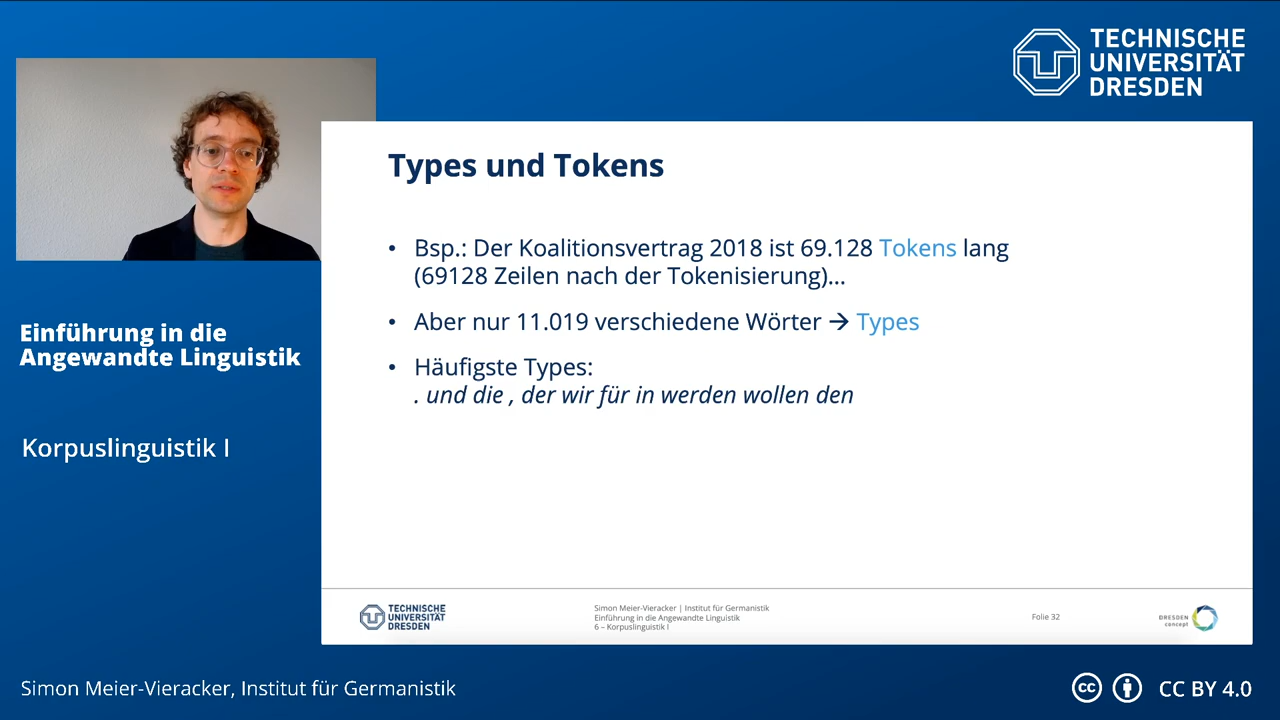 TECHNISCHE
UNIVERSITÄT
DRESDEN
Types und Tokens
• Bsp.: Der Koalitionsvertrag 2018 ist 69.128 Tokens lang
(69128 Zeilen nach der Tokenisierung)...
• Aber nur 11.019 verschiedene Wörter → Types
• Häufigste Types:
. und die , der wir für in werden wollen den
Einführung in die
Angewandte Linguistik
Korpuslinguistik I
TECHNISCHE
UNIVERSITÄT
DRESDEN
Simon Meier-Vieracker | Institut für Germanistik
Einführung in die Angewandte Linguistik
6 – Korpuslinguistik I
Folie 32
DRESDEN
concept
Simon Meier-Vieracker, Institut für Germanistik
cc CC BY 4.0